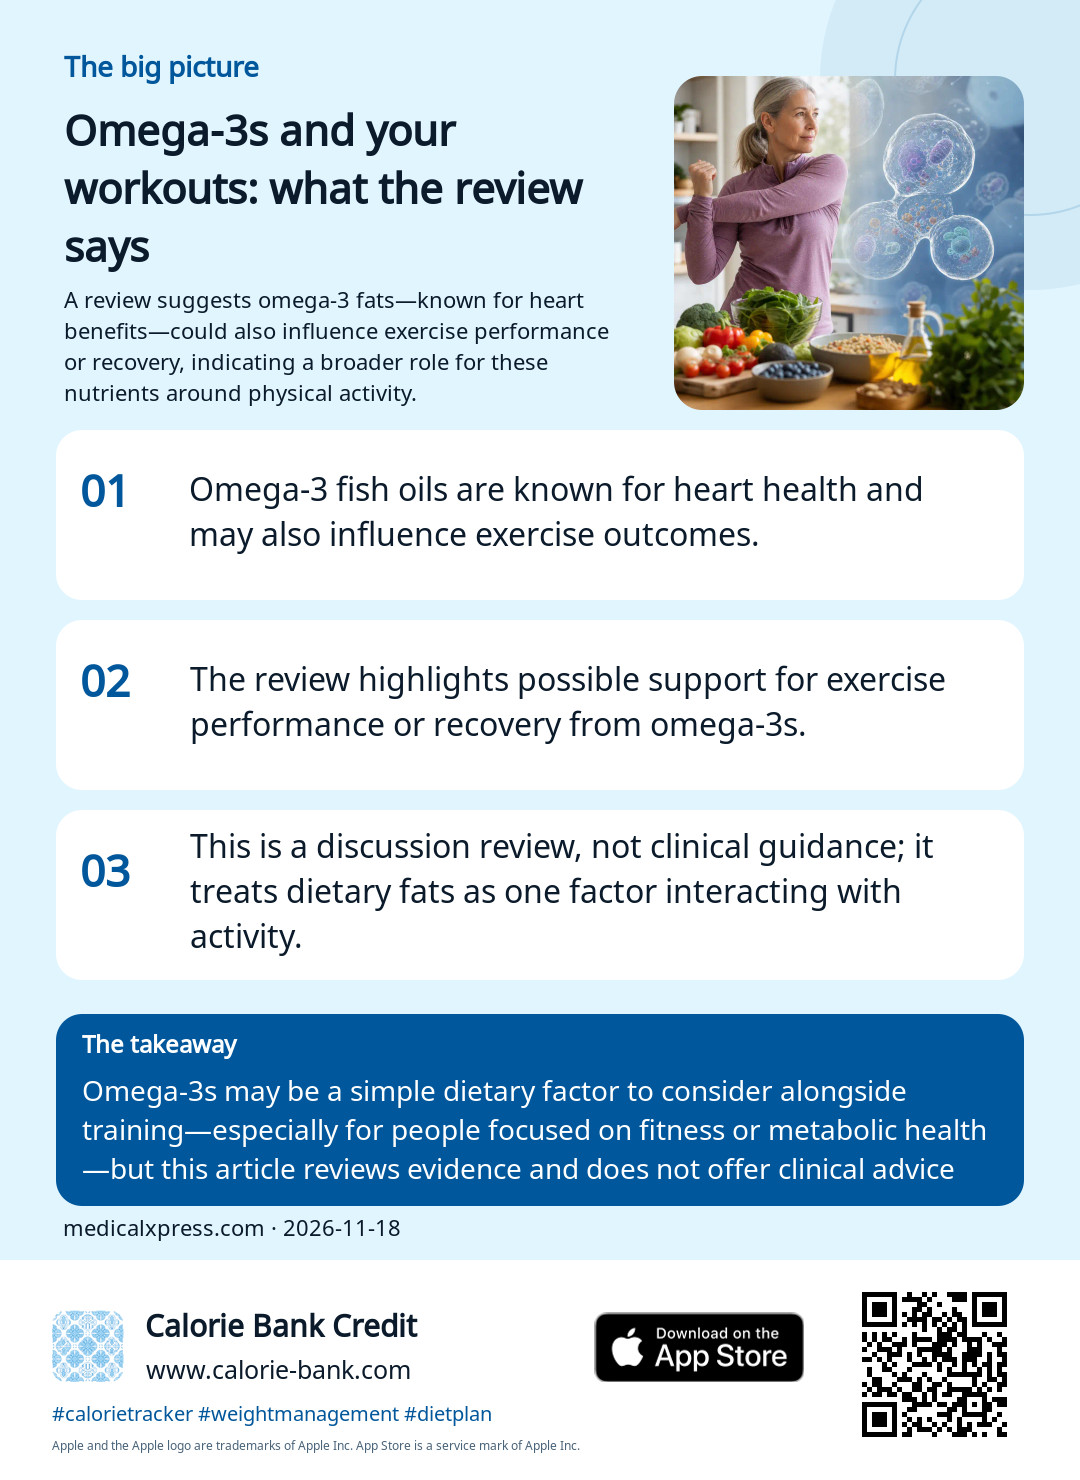 The big picture
Omega-3s and your
workouts: what the review
says
A review suggests omega-3 fats—known for heart
benefits—could also influence exercise performance
or recovery, indicating a broader role for these
nutrients around physical activity.
01
Omega-3 fish oils are known for heart health and
may also influence exercise outcomes.
02
The review highlights possible support for exercise
performance or recovery from omega-3s.
03
This is a discussion review, not clinical guidance; it
treats dietary fats as one factor interacting with
activity.
The takeaway
Omega-3s may be a simple dietary factor to consider alongside
training—especially for people focused on fitness or metabolic health
—but this article reviews evidence and does not offer clinical advice
medicalxpress.com · 2026-11-18
Calorie Bank Credit
www.calorie-bank.com
Download on the
App Store
#calorietracker #weightmanagement #dietplan
Apple and the Apple logo are trademarks of Apple Inc. App Store is a service mark of Apple Inc.